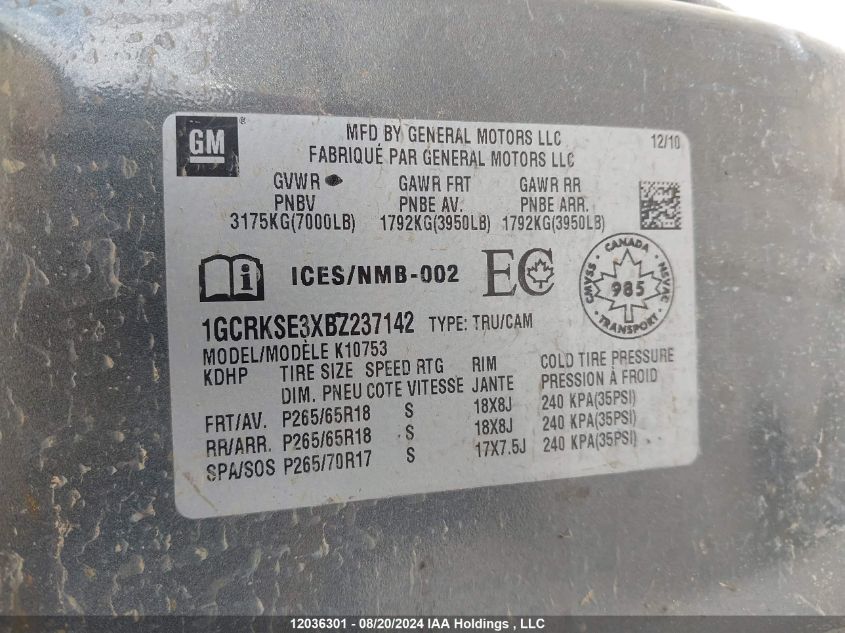 GM ®
MFD BY GENERAL MOTORS LLC
12/10
FABRIQUÉ PAR GENERAL MOTORS LLC
GVWR GAWR FRT GAWR RR
PNBV PNBE AV. PNBE ARR.
3175KG(7000LB) 1792KG(3950LB) 1792KG(3950LB)
i ICES/NMB-002 EC
CANADA
CMVSS 985 NSVAC
TRANSPORT
1GCRKSE3XBZ237142 TYPE: TRU/CAM
MODEL/MODÈLE K10753
KDHP TIRE SIZE SPEED RTG RIM COLD TIRE PRESSURE
DIM. PNEU COTE VITESSE JANTE PRESSION À FROID
FRT/AV. P265/65R18 S 18X8J 240 KPA(35PSI)
RR/ARR. P265/65R18 S 18X8J 240 KPA(35PSI)
SPA/SOS P265/70R17 S 17X7.5J 240 KPA(35PSI)
12036301 - 08/20/2024 IAA Holdings , LLC